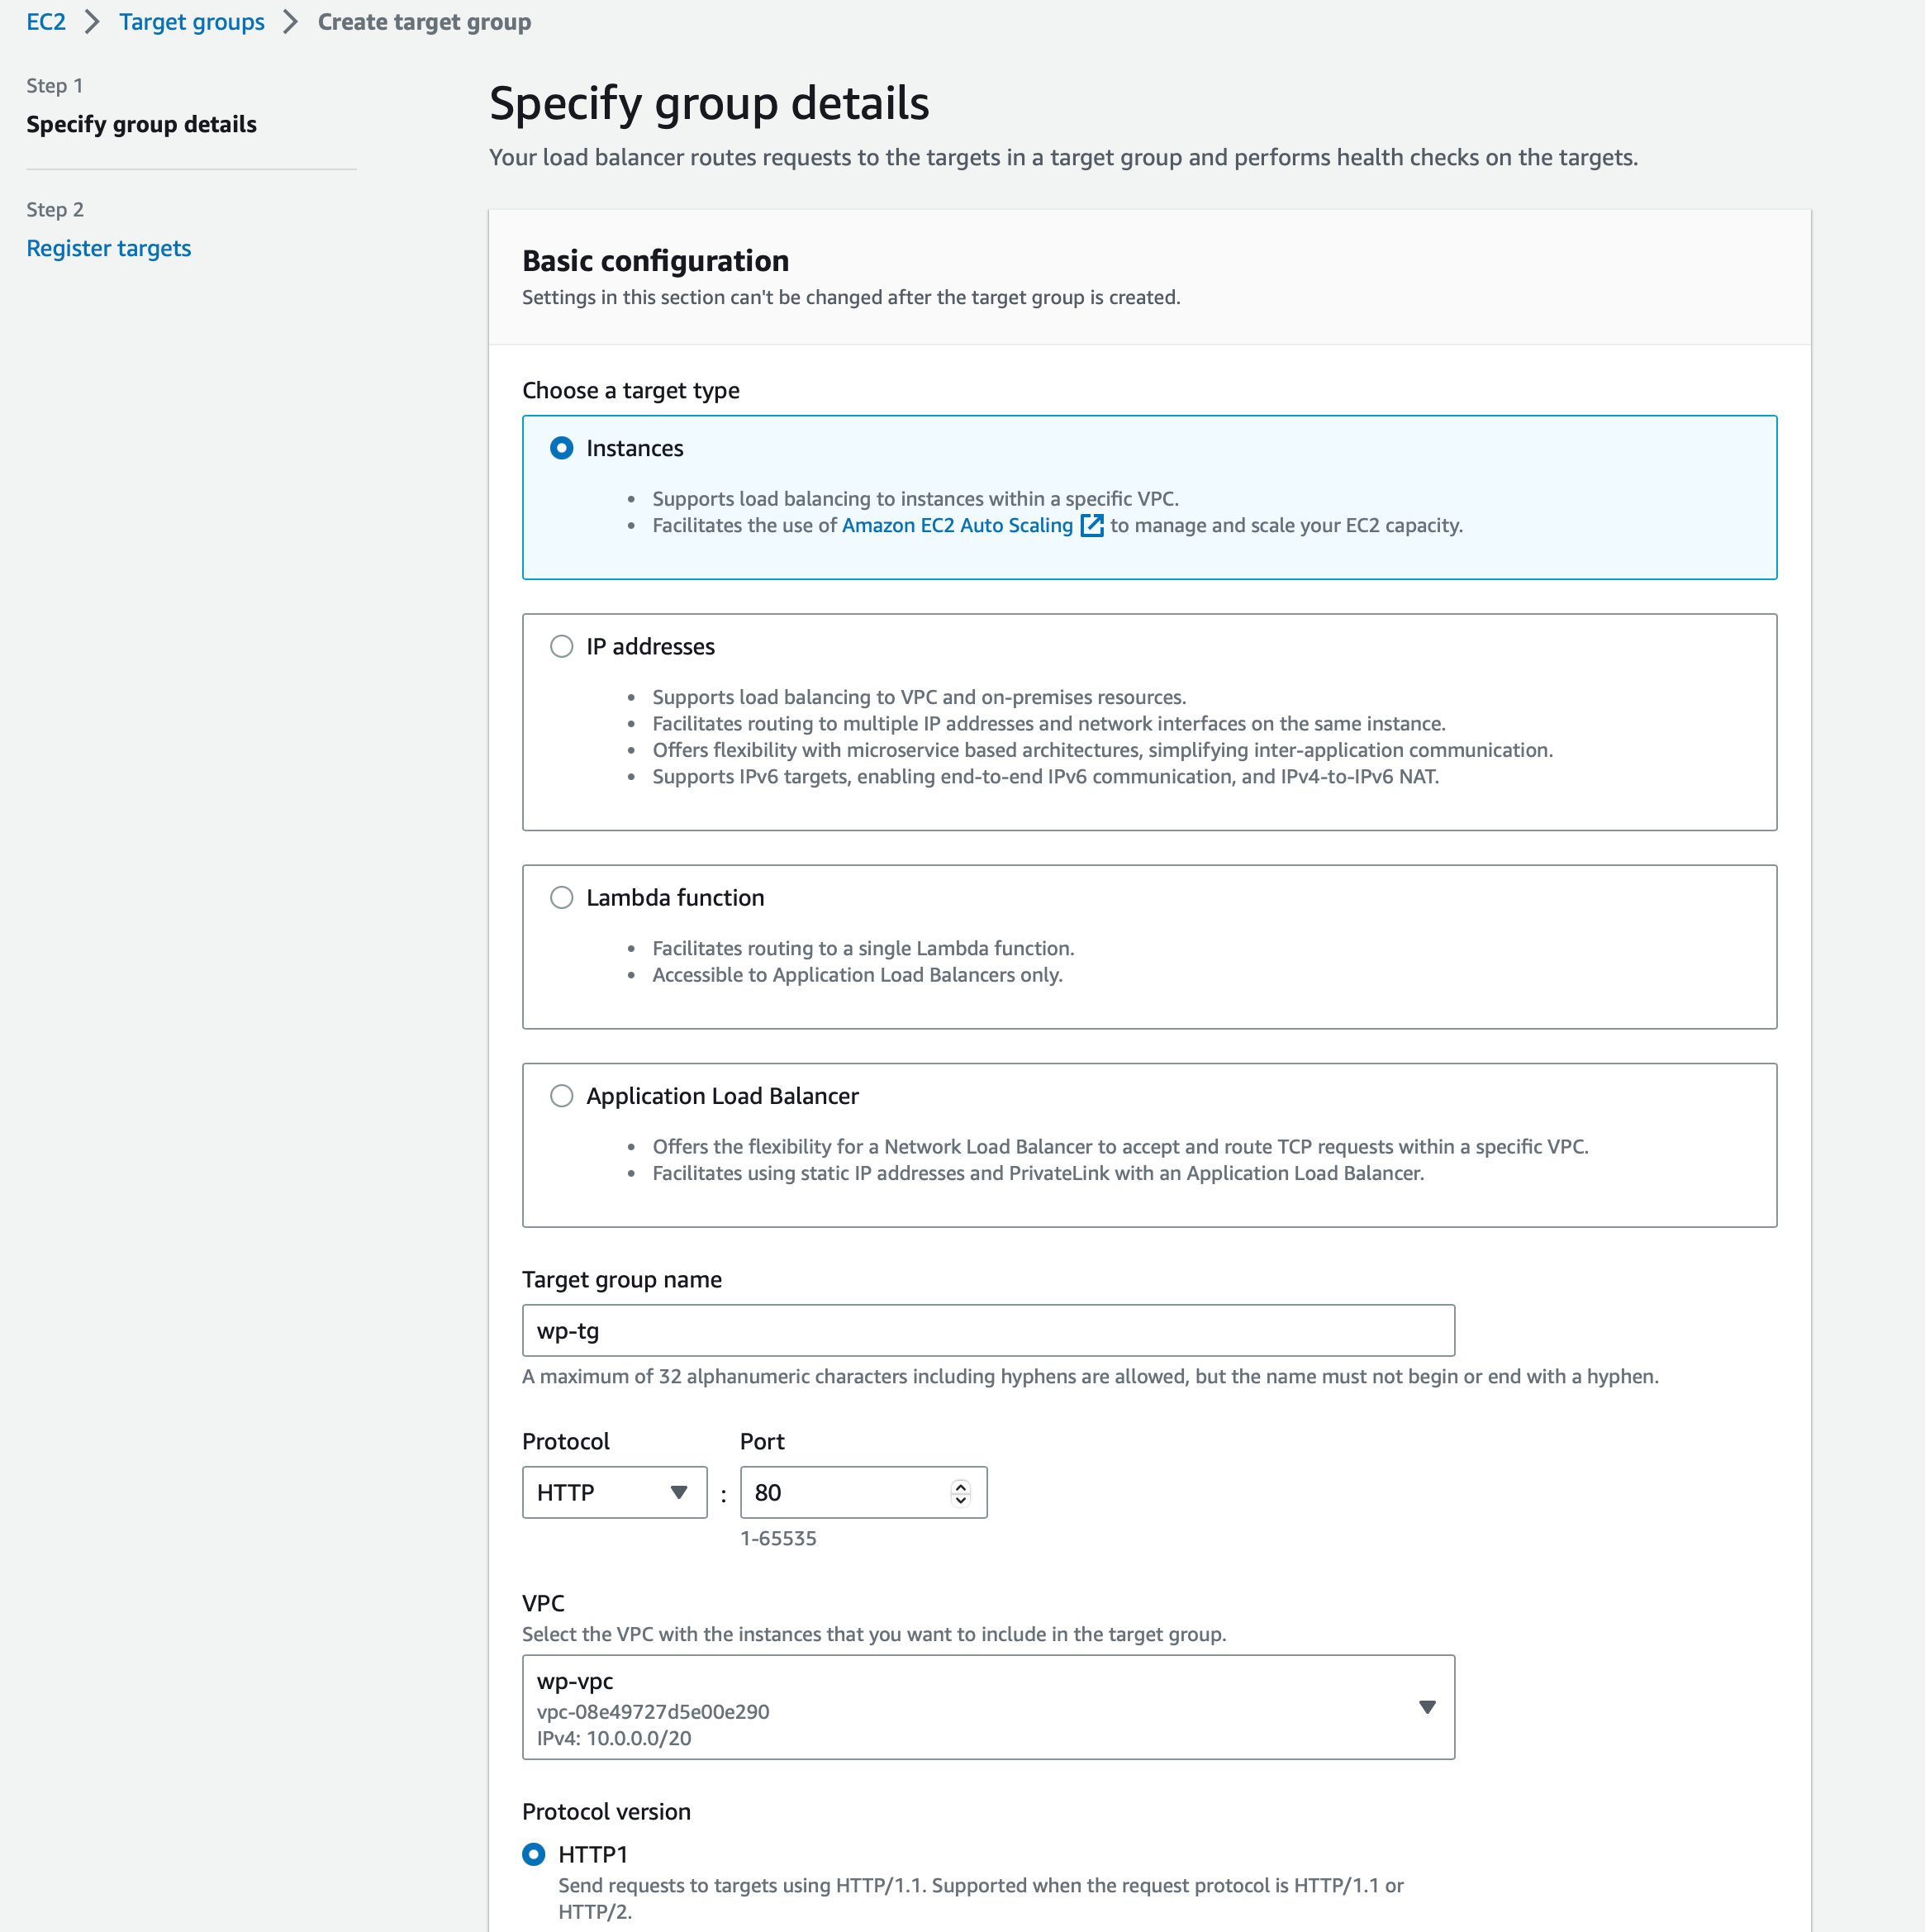 EC2 > Target groups > Create target group
Step 1
Specify group details
Step 2
Register targets
Specify group details
Your load balancer routes requests to the targets in a target group and performs health checks on the targets.
Basic configuration
Settings in this section can't be changed after the target group is created.
Choose a target type
Instances
• Supports load balancing to instances within a specific VPC.
• Facilitates the use of Amazon EC2 Auto Scaling to manage and scale your EC2 capacity.
IP addresses
• Supports load balancing to VPC and on-premises resources.
• Facilitates routing to multiple IP addresses and network interfaces on the same instance.
• Offers flexibility with microservice based architectures, simplifying inter-application communication.
• Supports IPv6 targets, enabling end-to-end IPv6 communication, and IPv4-to-IPv6 NAT.
Lambda function
• Facilitates routing to a single Lambda function.
• Accessible to Application Load Balancers only.
Application Load Balancer
• Offers the flexibility for a Network Load Balancer to accept and route TCP requests within a specific VPC.
• Facilitates using static IP addresses and PrivateLink with an Application Load Balancer.
Target group name
wp-tg
A maximum of 32 alphanumeric characters including hyphens are allowed, but the name must not begin or end with a hyphen.
Protocol Port
HTTP : 80
1-65535
VPC
Select the VPC with the instances that you want to include in the target group.
wp-vpc
vpc-08e49727d5e00e290
IPv4: 10.0.0.0/20
Protocol version
HTTP1
Send requests to targets using HTTP/1.1. Supported when the request protocol is HTTP/1.1 or
HTTP/2.